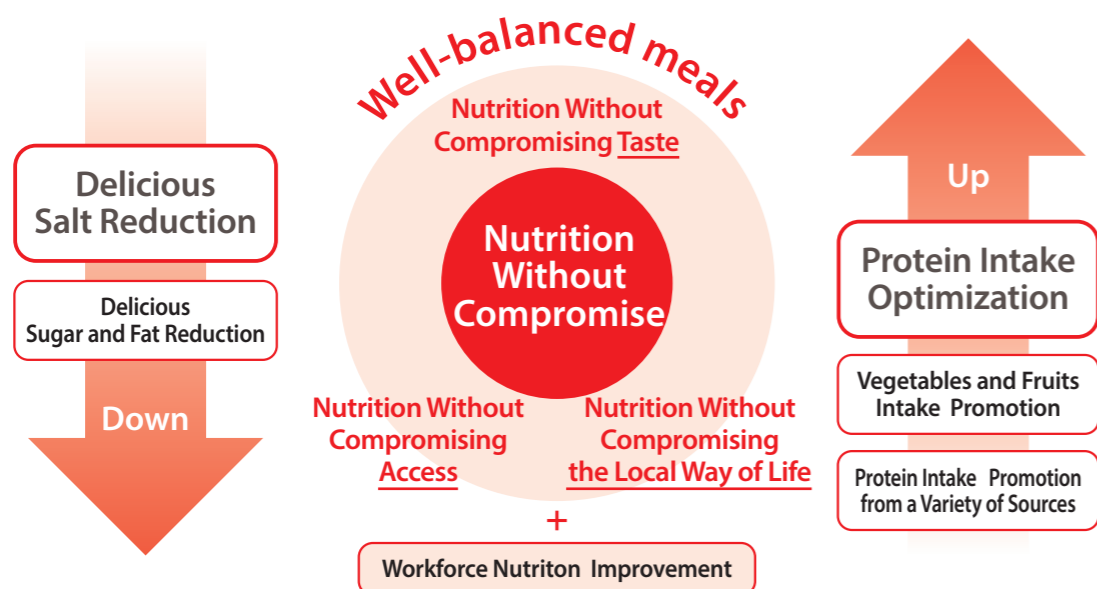 Well-balanced meals
Nutrition Without
Compromising Taste
Nutrition
Without
Compromise
Nutrition Without
Compromising
Access
Nutrition Without
Compromising
the Local Way of Life
+
Workforce Nutriton Improvement
Delicious
Salt Reduction
Delicious
Sugar and Fat Reduction
Down
Up
Protein Intake
Optimization
Vegetables and Fruits
Intake Promotion
Protein Intake Promotion
from a Variety of Sources